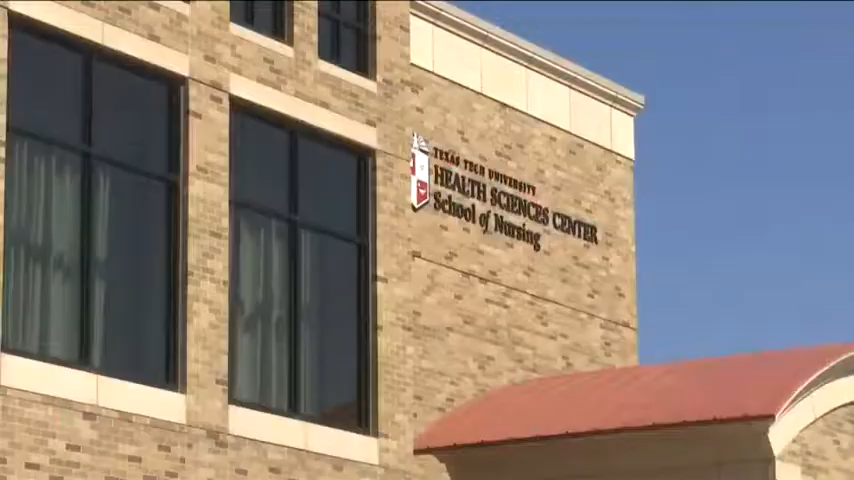 TEXAS TECH UNIVERSITY
HEALTH SCIENCES CENTER
School of Nursing